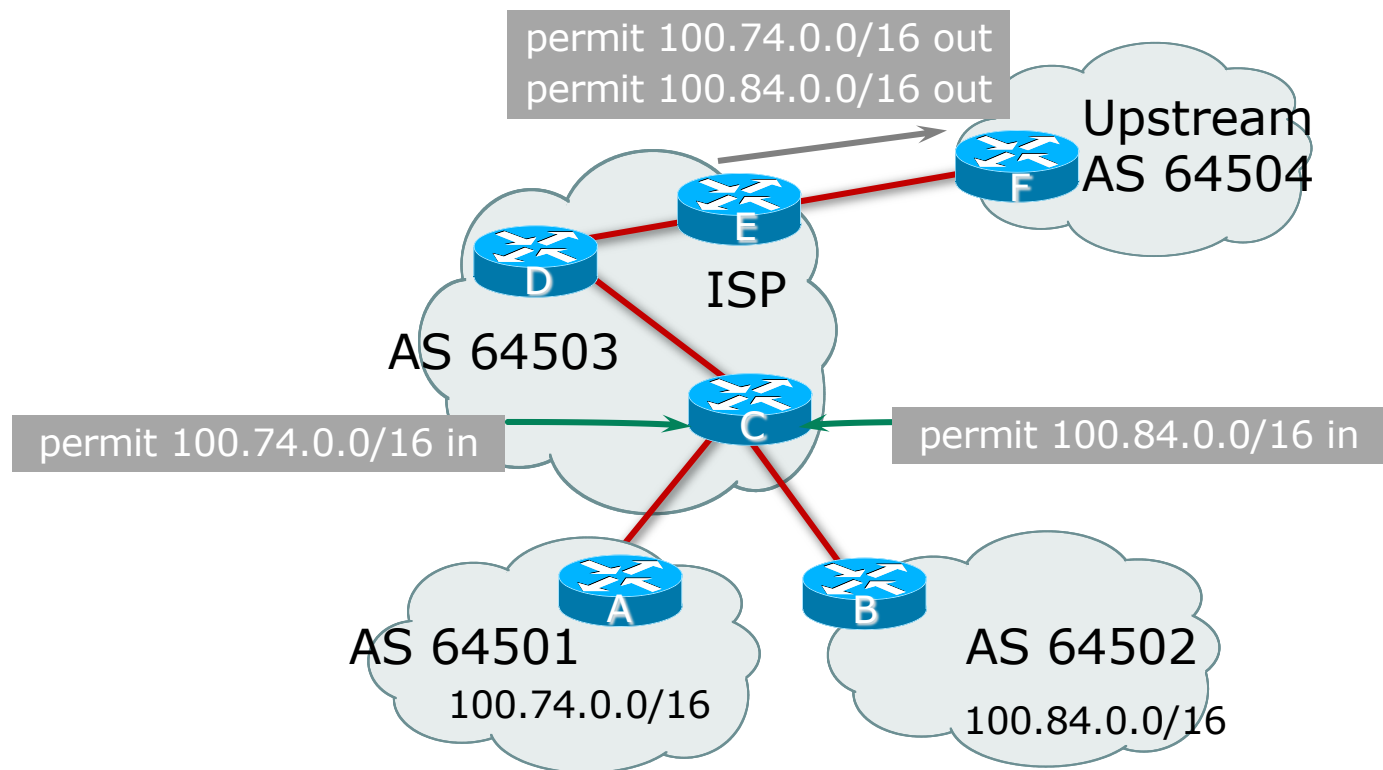 permit 100.74.0.0/16 out
permit 100.84.0.0/16 out
Upstream
AS 64504
F
E
D
ISP
AS 64503
C
permit 100.74.0.0/16 in
permit 100.84.0.0/16 in
A
B
AS 64501
100.74.0.0/16
AS 64502
100.84.0.0/16